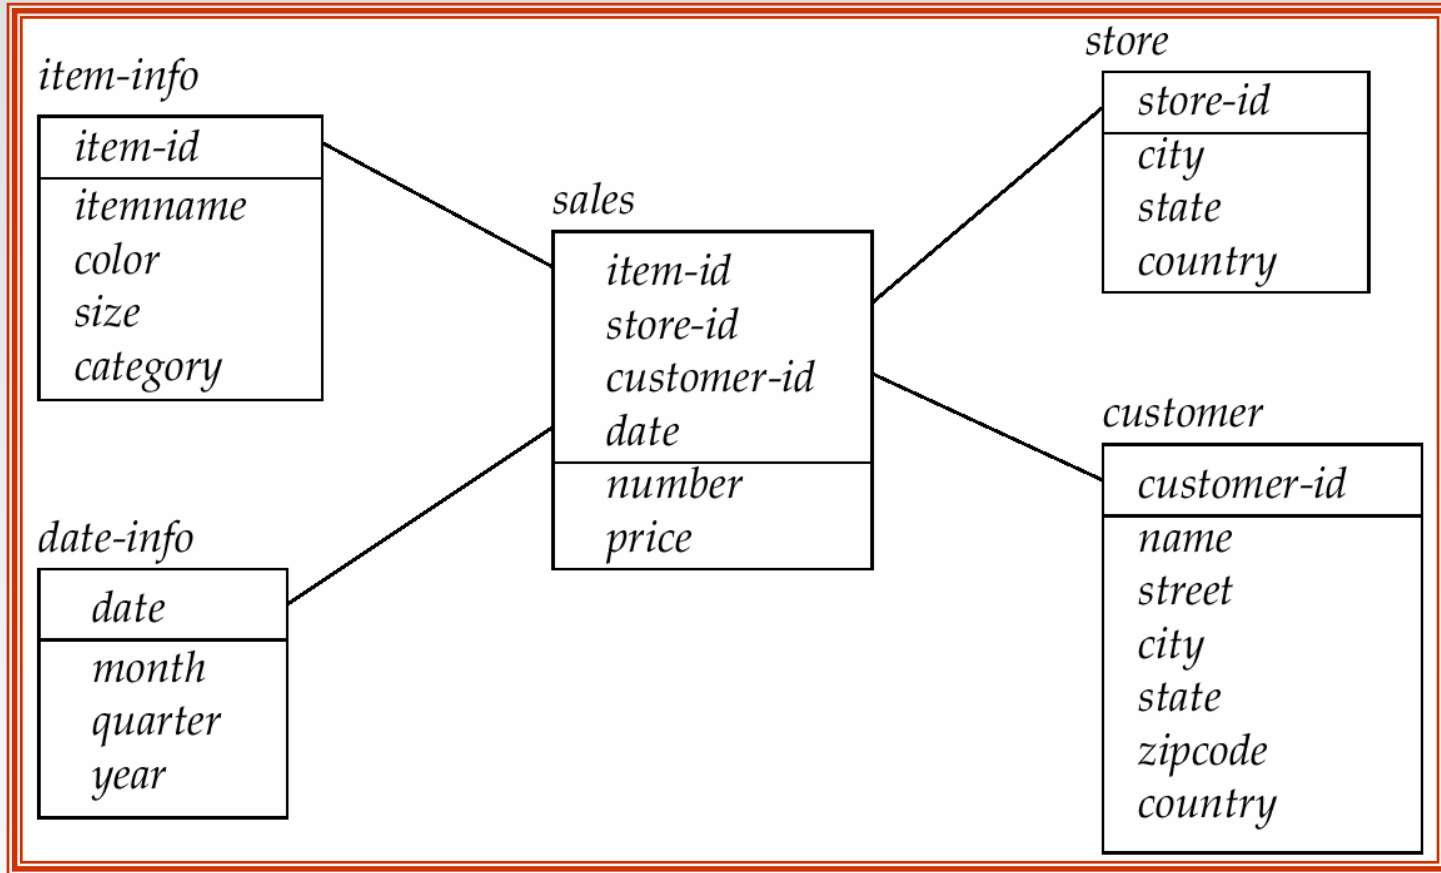 item-info
item-id
itemname
color
size
category
date-info
date
month
quarter
year
sales
item-id
store-id
customer-id
date
number
price
store
store-id
city
state
country
customer
customer-id
name
street
city
state
zipcode
country